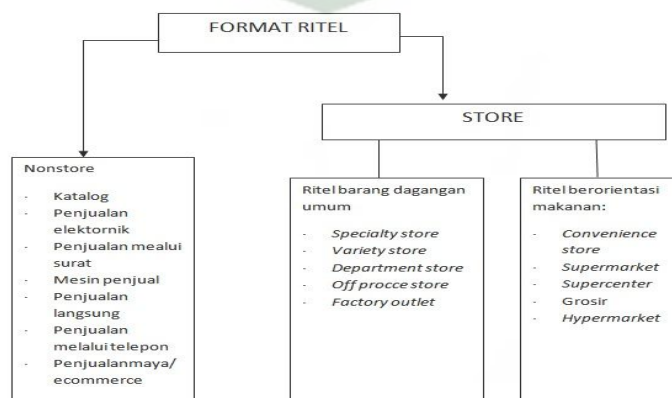 FORMAT RITEL
STORE
Nonstore
· Katalog
· Penjualan
elektornik
· Penjualan mealui
surat
· Mesin penjual
· Penjualan
langsung
· Penjualan
melalui telepon
· Penjualanmaya/
ecommerce
Ritel barang dagangan
umum
· Specialty store
· Variety store
· Department store
· Off procce store
· Factory outlet
Ritel berorientasi
makanan:
· Convenience
store
· Supermarket
· Supercenter
· Grosir
· Hypermarket